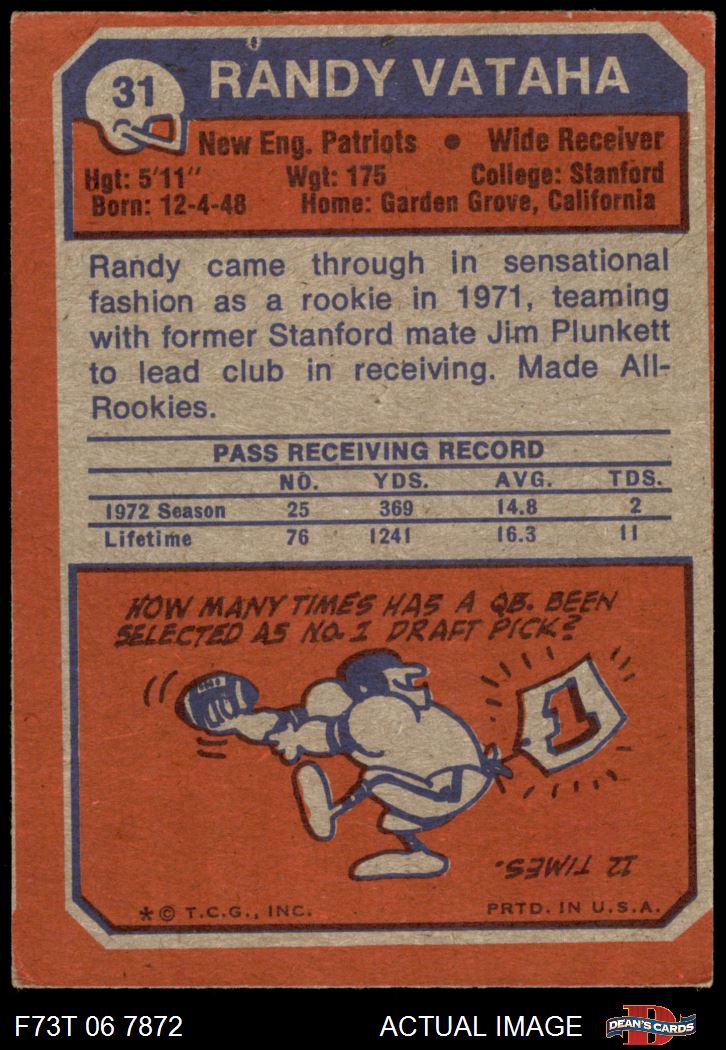 31
RANDY VATAHA
New Eng. Patriots • Wide Receiver
Hgt: 5'11" Wgt: 175 College: Stanford
Born: 12-4-48 Home: Garden Grove, California
Randy came through in sensational
fashion as a rookie in 1971, teaming
with former Stanford mate Jim Plunkett
to lead club in receiving. Made All-
Rookies.
PASS RECEIVING RECORD
NO. YDS. AVG. TDS.
1972 Season 25 369 14.8 2
Lifetime 76 1241 16.3 11
HOW MANY TIMES HAS A QB. BEEN
SELECTED AS NO. 1 DRAFT PICK?
1
12 TIMES.
* © T.C.G., INC. PRTD. IN U.S.A.
F73T 06 7872 ACTUAL IMAGE D DEAN'S CARDS